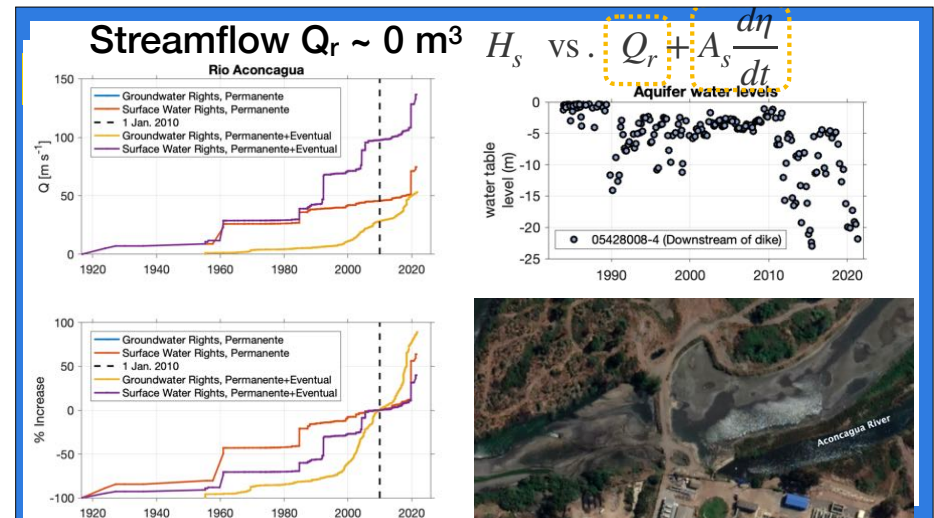 Streamflow Qᵣ ~ 0 m³
Hₛ vs. Qᵣ + Aₛ dη/dt
Rio Aconcagua
150
100
50
0
Q [m s⁻¹]
Groundwater Rights, Permanente
Surface Water Rights, Permanente
1 Jan. 2010
Groundwater Rights, Permanente+Eventual
Surface Water Rights, Permanente+Eventual
1920 1940 1960 1980 2000 2020
Aquifer water levels
0
-5
-10
-15
-20
-25
water table
level (m)
05428008-4 (Downstream of dike)
1990 2000 2010 2020
100
50
0
-50
-100
% Increase
Groundwater Rights, Permanente
Surface Water Rights, Permanente
1 Jan. 2010
Groundwater Rights, Permanente+Eventual
Surface Water Rights, Permanente+Eventual
1920 1940 1960 1980 2000 2020
Aconcagua River